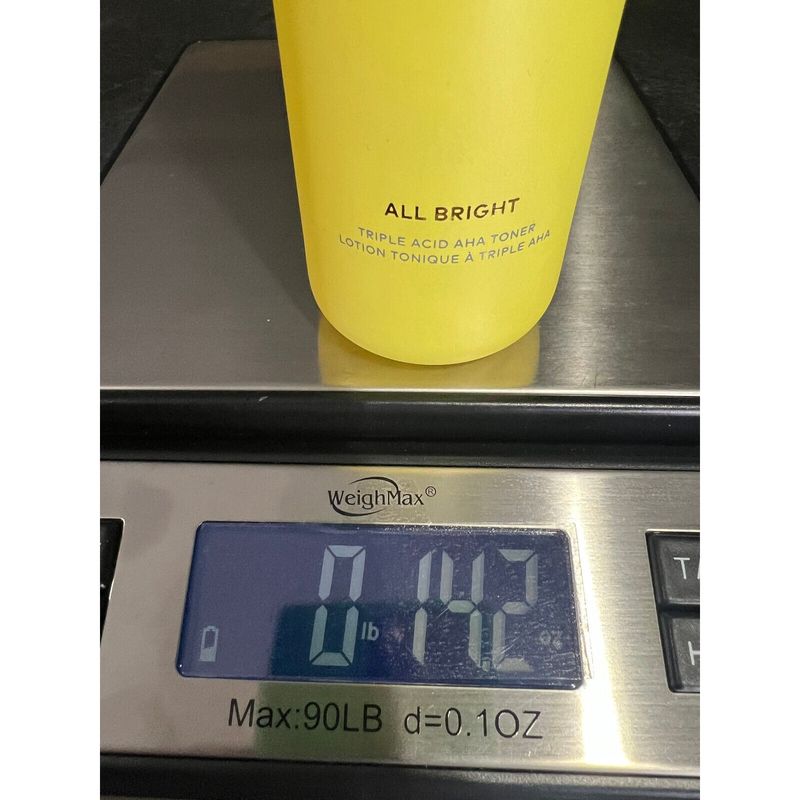 ALL BRIGHT
TRIPLE ACID AHA TONER
LOTION TONIQUE À TRIPLE AHA
WeighMax®
0 lb 14.2 oz
Max:90LB d=0.1OZ
TA
H